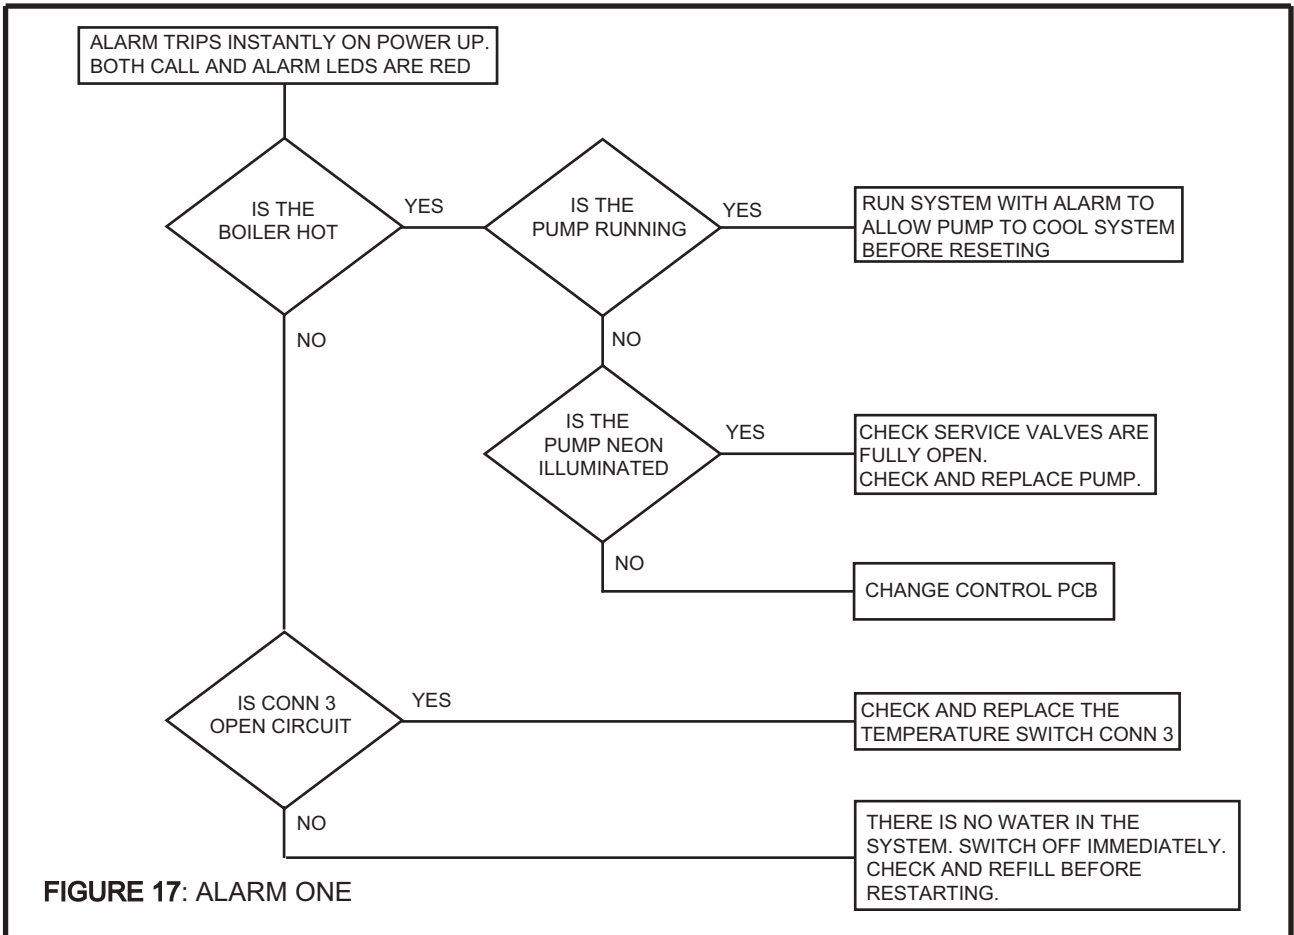 ALARM TRIPS INSTANTLY ON POWER UP.
BOTH CALL AND ALARM LEDS ARE RED
IS THE
BOILER HOT
YES
IS THE
PUMP RUNNING
YES
RUN SYSTEM WITH ALARM TO
ALLOW PUMP TO COOL SYSTEM
BEFORE RESETING
NO
NO
IS THE
PUMP NEON
ILLUMINATED
YES
CHECK SERVICE VALVES ARE
FULLY OPEN.
CHECK AND REPLACE PUMP.
NO
CHANGE CONTROL PCB
IS CONN 3
OPEN CIRCUIT
YES
CHECK AND REPLACE THE
TEMPERATURE SWITCH CONN 3
NO
THERE IS NO WATER IN THE
SYSTEM. SWITCH OFF IMMEDIATELY.
CHECK AND REFILL BEFORE
RESTARTING.
FIGURE 17: ALARM ONE